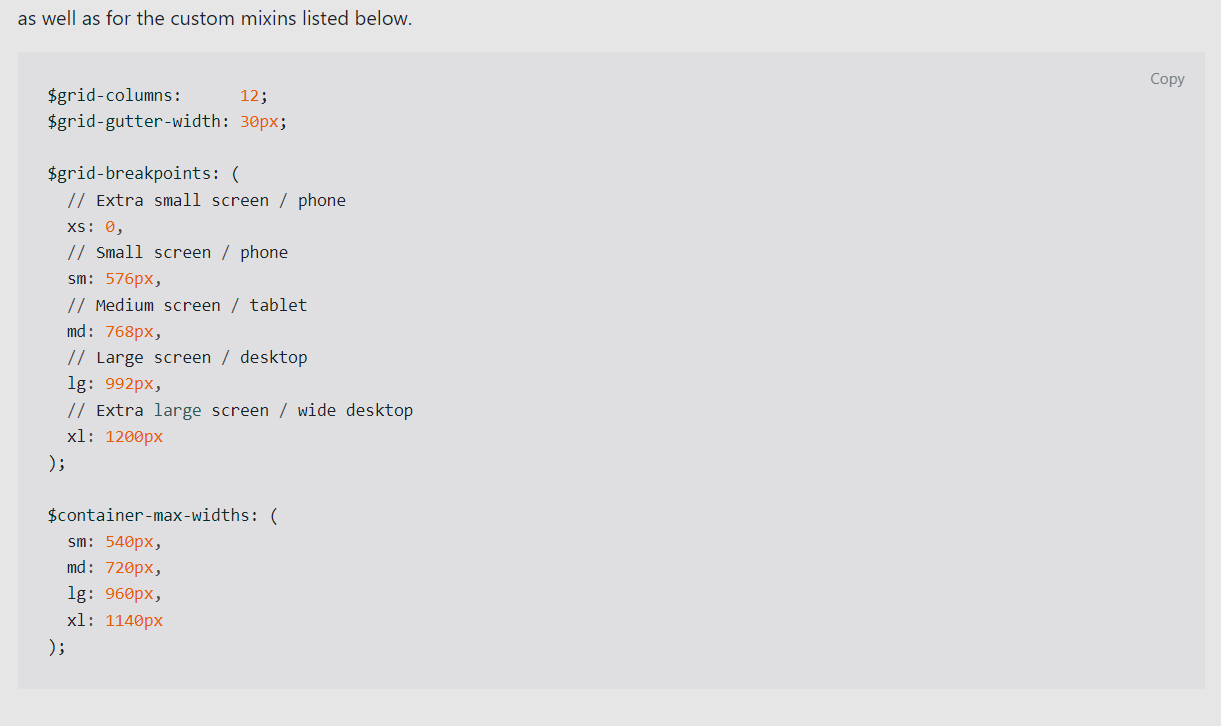 as well as for the custom mixins listed below.
Copy
$grid-columns:      12;
$grid-gutter-width: 30px;
$grid-breakpoints: (
  // Extra small screen / phone
  xs: 0,
  // Small screen / phone
  sm: 576px,
  // Medium screen / tablet
  md: 768px,
  // Large screen / desktop
  lg: 992px,
  // Extra large screen / wide desktop
  xl: 1200px
);
$container-max-widths: (
  sm: 540px,
  md: 720px,
  lg: 960px,
  xl: 1140px
);